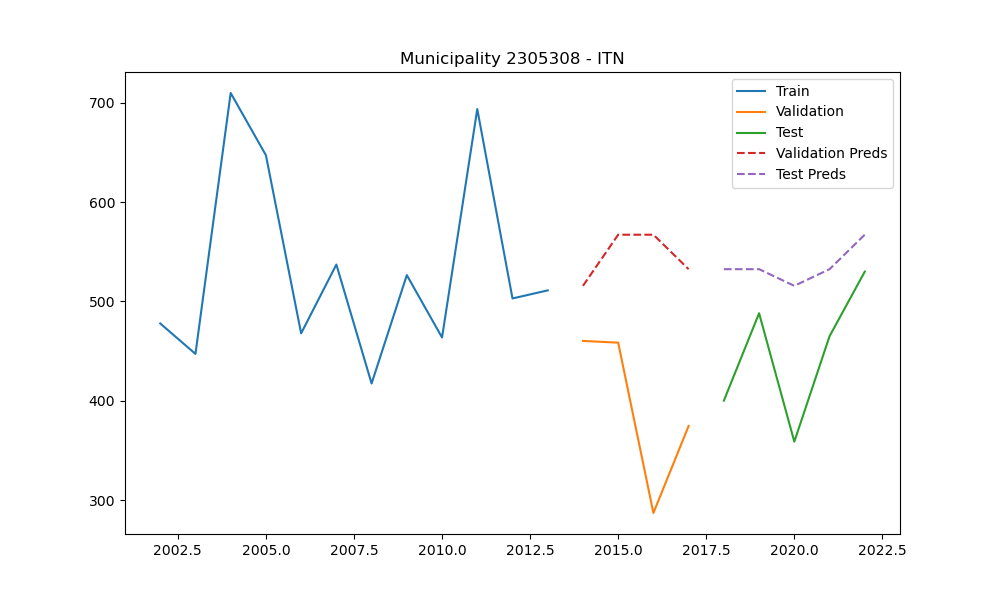 Municipality 2305308 - ITN
Train
Validation
Test
Validation Preds
Test Preds
700
600
500
400
300
2002.5 2005.0 2007.5 2010.0 2012.5 2015.0 2017.5 2020.0 2022.5